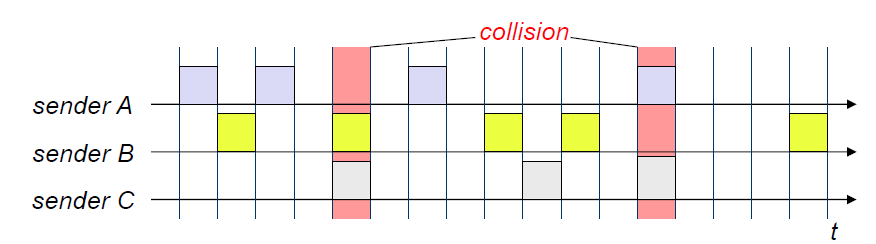 collision
sender A
sender B
sender C
t